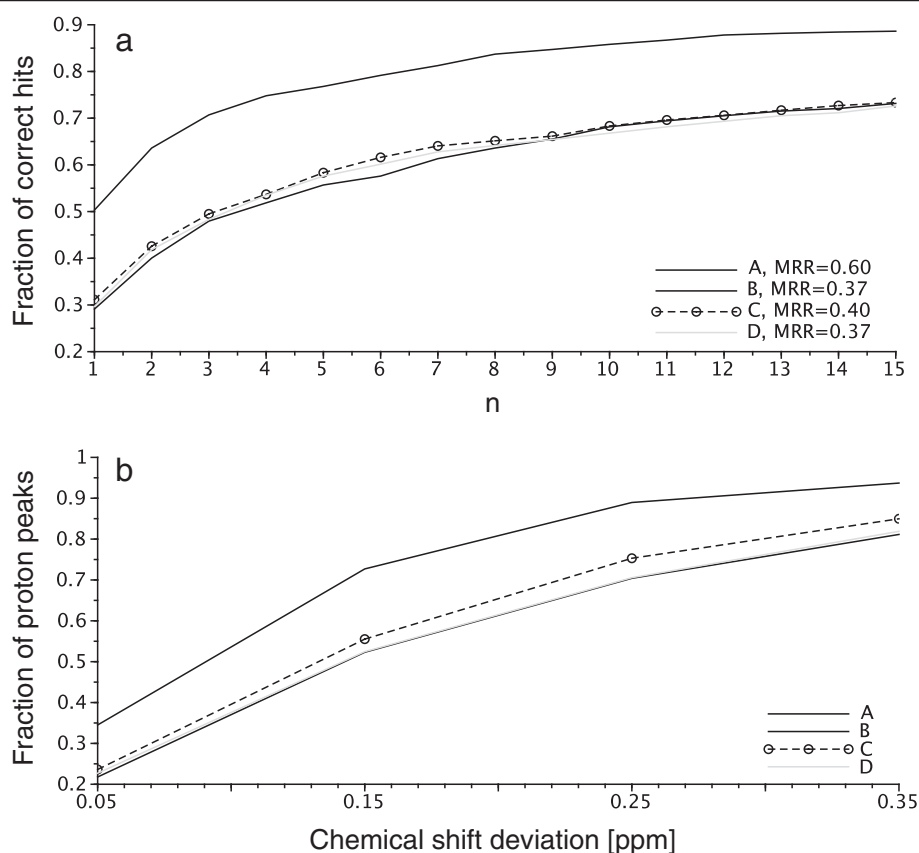 a
Fraction of correct hits
0.9
0.8
0.7
0.6
0.5
0.4
0.3
0.2
A, MRR=0.60
B, MRR=0.37
C, MRR=0.40
D, MRR=0.37
1 2 3 4 5 6 7 8 9 10 11 12 13 14 15
n
b
Fraction of proton peaks
1
0.9
0.8
0.7
0.6
0.5
0.4
0.3
0.2
A
B
C
D
0.05 0.15 0.25 0.35
Chemical shift deviation [ppm]